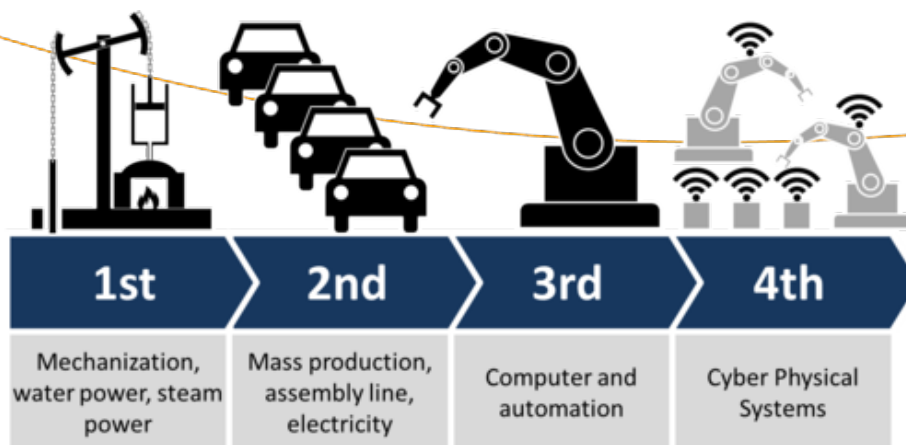 1st
2nd
3rd
4th
Mechanization,
water power, steam
power
Mass production,
assembly line,
electricity
Computer and
automation
Cyber Physical
Systems